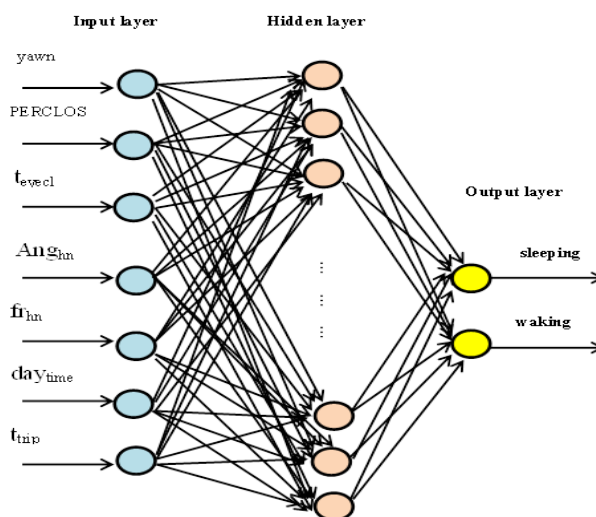 Input layer
Hidden layer
yawn
PERCLOS
t_eyecl
Ang_hn
fr_hn
day_time
t_trip
Output layer
sleeping
waking